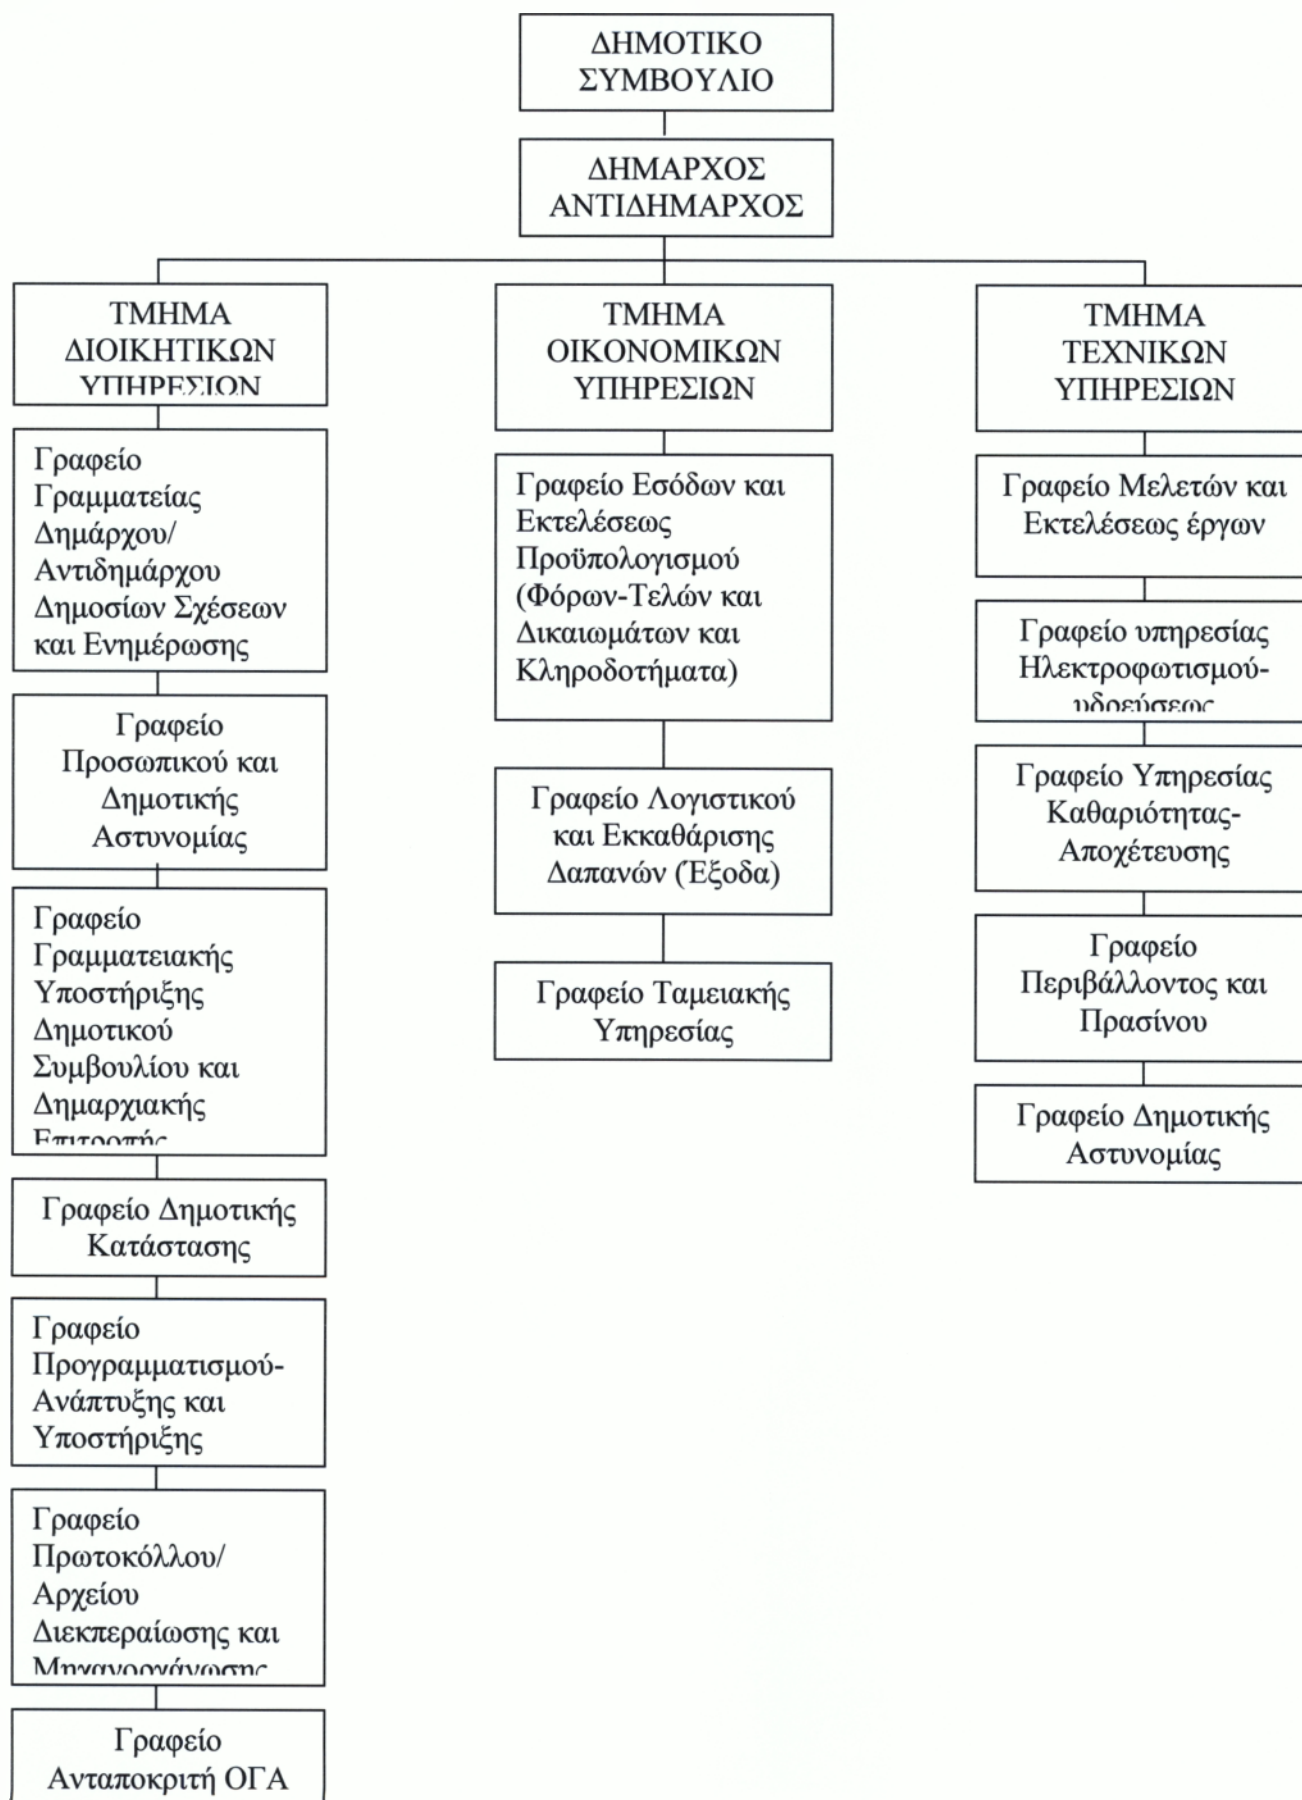 ΔΗΜΟΤΙΚΟ
ΣΥΜΒΟΥΛΙΟ
ΔΗΜΑΡΧΟΣ
ΑΝΤΙΔΗΜΑΡΧΟΣ
ΤΜΗΜΑ
ΔΙΟΙΚΗΤΙΚΩΝ
ΥΠΗΡΕΣΙΩΝ
Γραφείο
Γραμματείας
Δημάρχου/
Αντιδημάρχου
Δημοσίων Σχέσεων
και Ενημέρωσης
Γραφείο
Προσωπικού και
Δημοτικής
Αστυνομίας
Γραφείο
Γραμματειακής
Υποστήριξης
Δημοτικού
Συμβουλίου και
Δημαρχιακής
Επιτροπής
Γραφείο Δημοτικής
Κατάστασης
Γραφείο
Προγραμματισμού-
Ανάπτυξης και
Υποστήριξης
Γραφείο
Πρωτοκόλλου/
Αρχείου
Διεκπεραίωσης και
Μηχανοργάνωσης
Γραφείο
Ανταποκριτή ΟΓΑ
ΤΜΗΜΑ
ΟΙΚΟΝΟΜΙΚΩΝ
ΥΠΗΡΕΣΙΩΝ
Γραφείο Εσόδων και
Εκτελέσεως
Προϋπολογισμού
(Φόρων-Τελών και
Δικαιωμάτων και
Κληροδοτήματα)
Γραφείο Λογιστικού
και Εκκαθάρισης
Δαπανών (Έξοδα)
Γραφείο Ταμειακής
Υπηρεσίας
ΤΜΗΜΑ
ΤΕΧΝΙΚΩΝ
ΥΠΗΡΕΣΙΩΝ
Γραφείο Μελετών και
Εκτελέσεως έργων
Γραφείο υπηρεσίας
Ηλεκτροφωτισμού-
υδρεύσεως
Γραφείο Υπηρεσίας
Καθαριότητας-
Αποχέτευσης
Γραφείο
Περιβάλλοντος και
Πρασίνου
Γραφείο Δημοτικής
Αστυνομίας